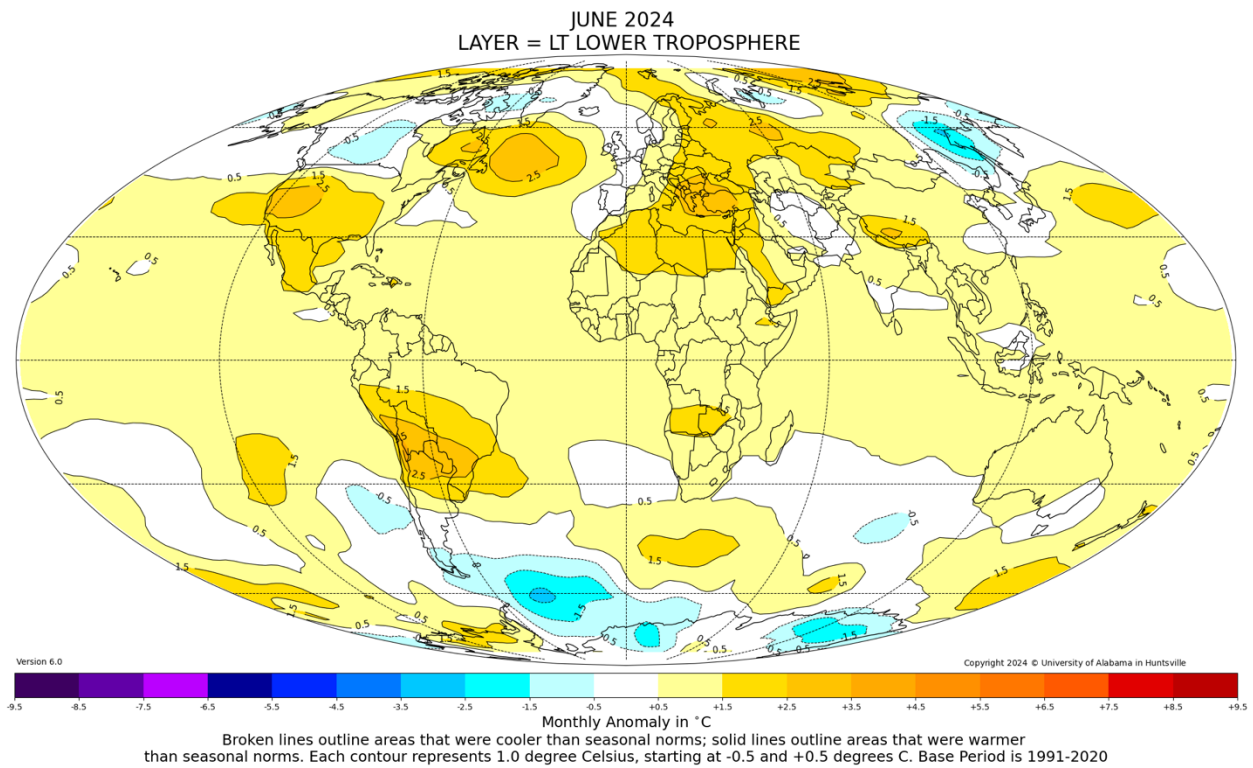 JUNE 2024
LAYER = LT LOWER TROPOSPHERE
Version 6.0
Copyright 2024 © University of Alabama in Huntsville
-9.5 -8.5 -7.5 -6.5 -5.5 -4.5 -3.5 -2.5 -1.5 -0.5 +0.5 +1.5 +2.5 +3.5 +4.5 +5.5 +6.5 +7.5 +8.5 +9.5
Monthly Anomaly in °C
Broken lines outline areas that were cooler than seasonal norms; solid lines outline areas that were warmer
than seasonal norms. Each contour represents 1.0 degree Celsius, starting at -0.5 and +0.5 degrees C. Base Period is 1991-2020